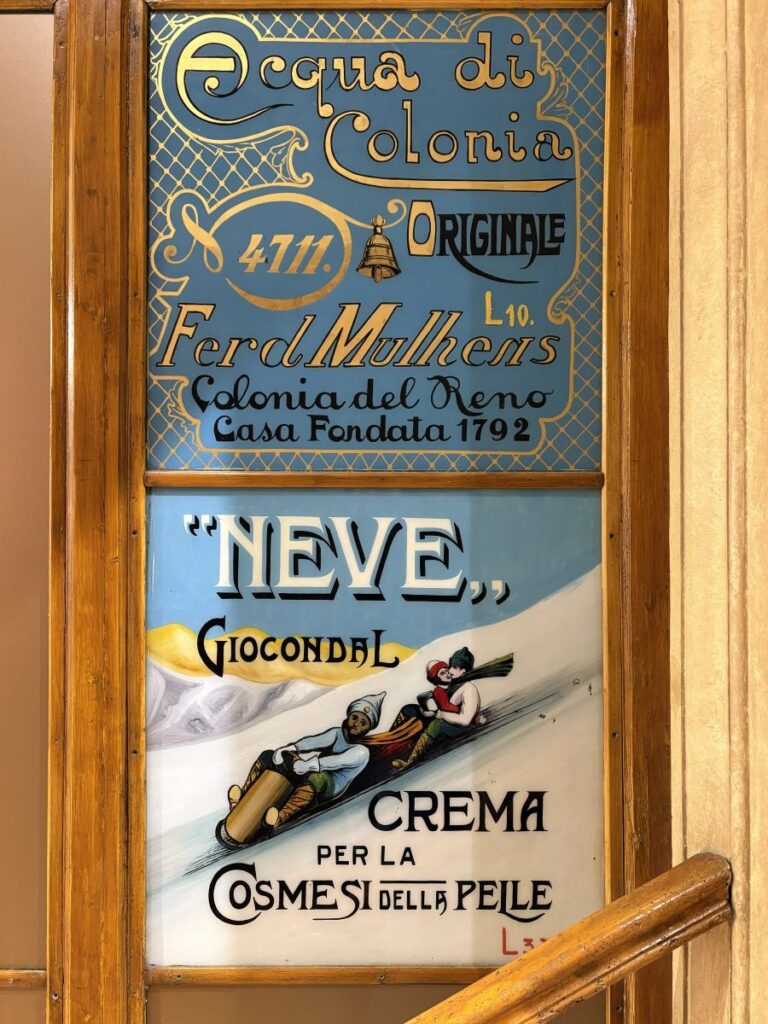 Acqua di
Colonia
N 4711. ORIGINALE
L10.
Ferd Mulhens
Colonia del Reno
Casa Fondata 1792
"NEVE„
GIOCONDAL
CREMA
PER LA
COSMESI DELLA PELLE